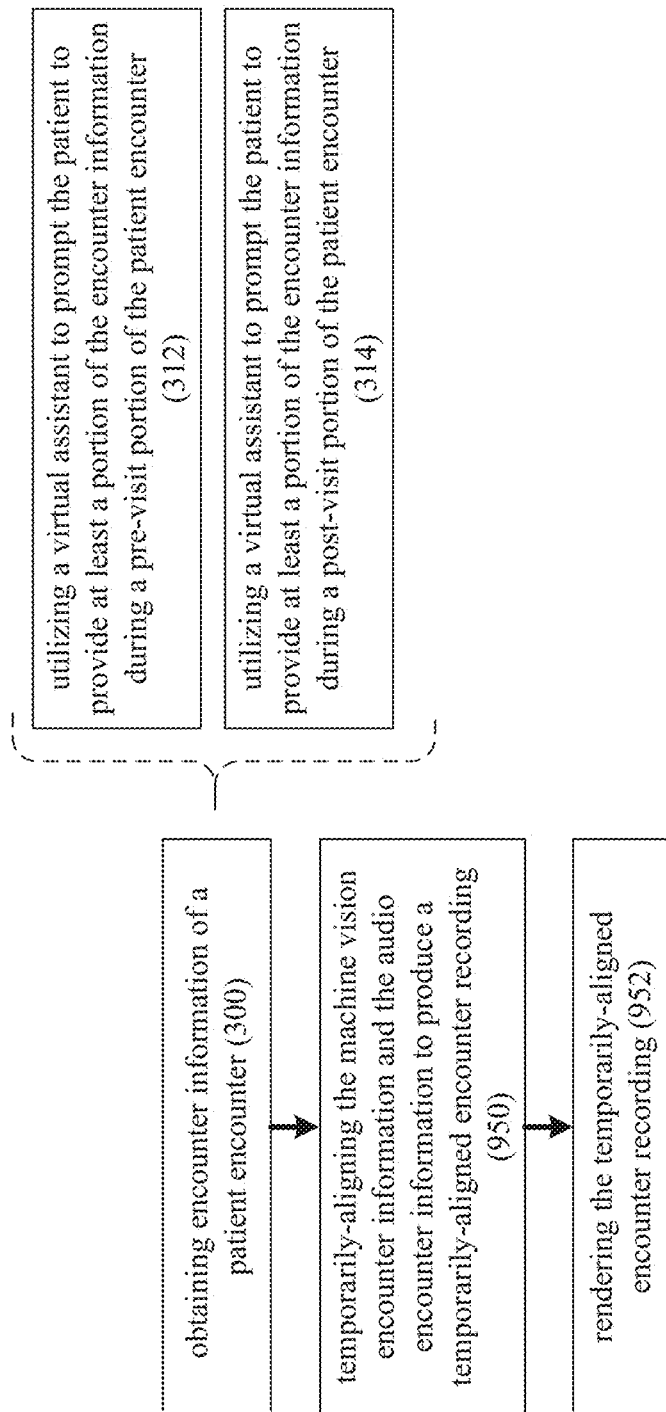 obtaining encounter information of a
patient encounter (300)
temporarily-aligning the machine vision
encounter information and the audio
encounter information to produce a
temporarily-aligned encounter recording
(950)
rendering the temporarily-aligned
encounter recording (952)
utilizing a virtual assistant to prompt the patient to
provide at least a portion of the encounter information
during a pre-visit portion of the patient encounter
(312)
utilizing a virtual assistant to prompt the patient to
provide at least a portion of the encounter information
during a post-visit portion of the patient encounter
(314)